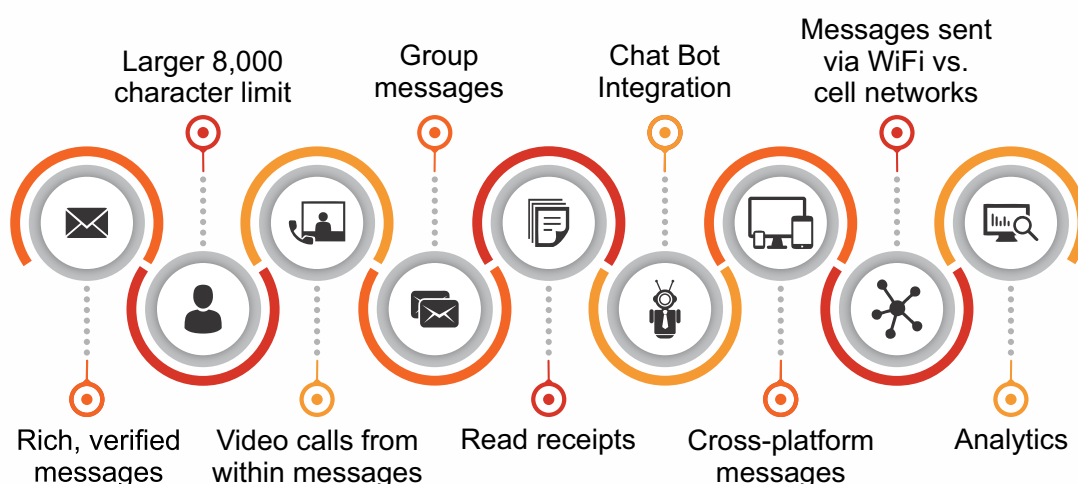 Larger 8,000
character limit
Group
messages
Chat Bot
Integration
Messages sent
via WiFi vs.
cell networks
Rich, verified
messages
Video calls from
within messages
Read receipts
Cross-platform
messages
Analytics